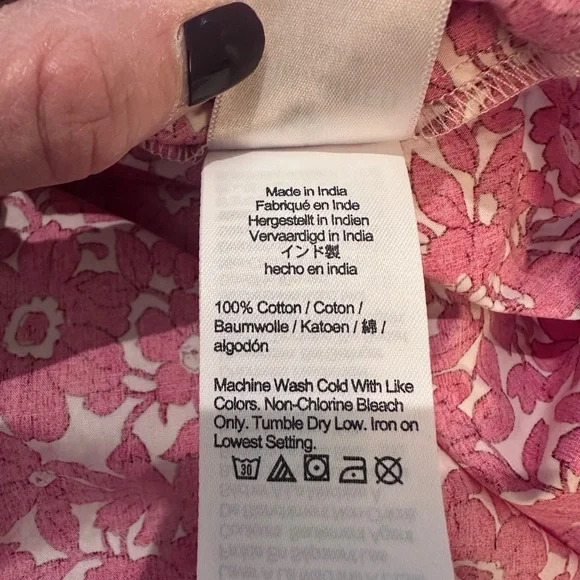 Made in India
Fabriqué en Inde
Hergestellt in Indien
Vervaardigd in India
インド製
hecho en india
100% Cotton / Coton /
Baumwolle / Katoen / 綿 /
algodón
Machine Wash Cold With Like
Colors. Non-Chlorine Bleach
Only. Tumble Dry Low. Iron on
Lowest Setting.
30